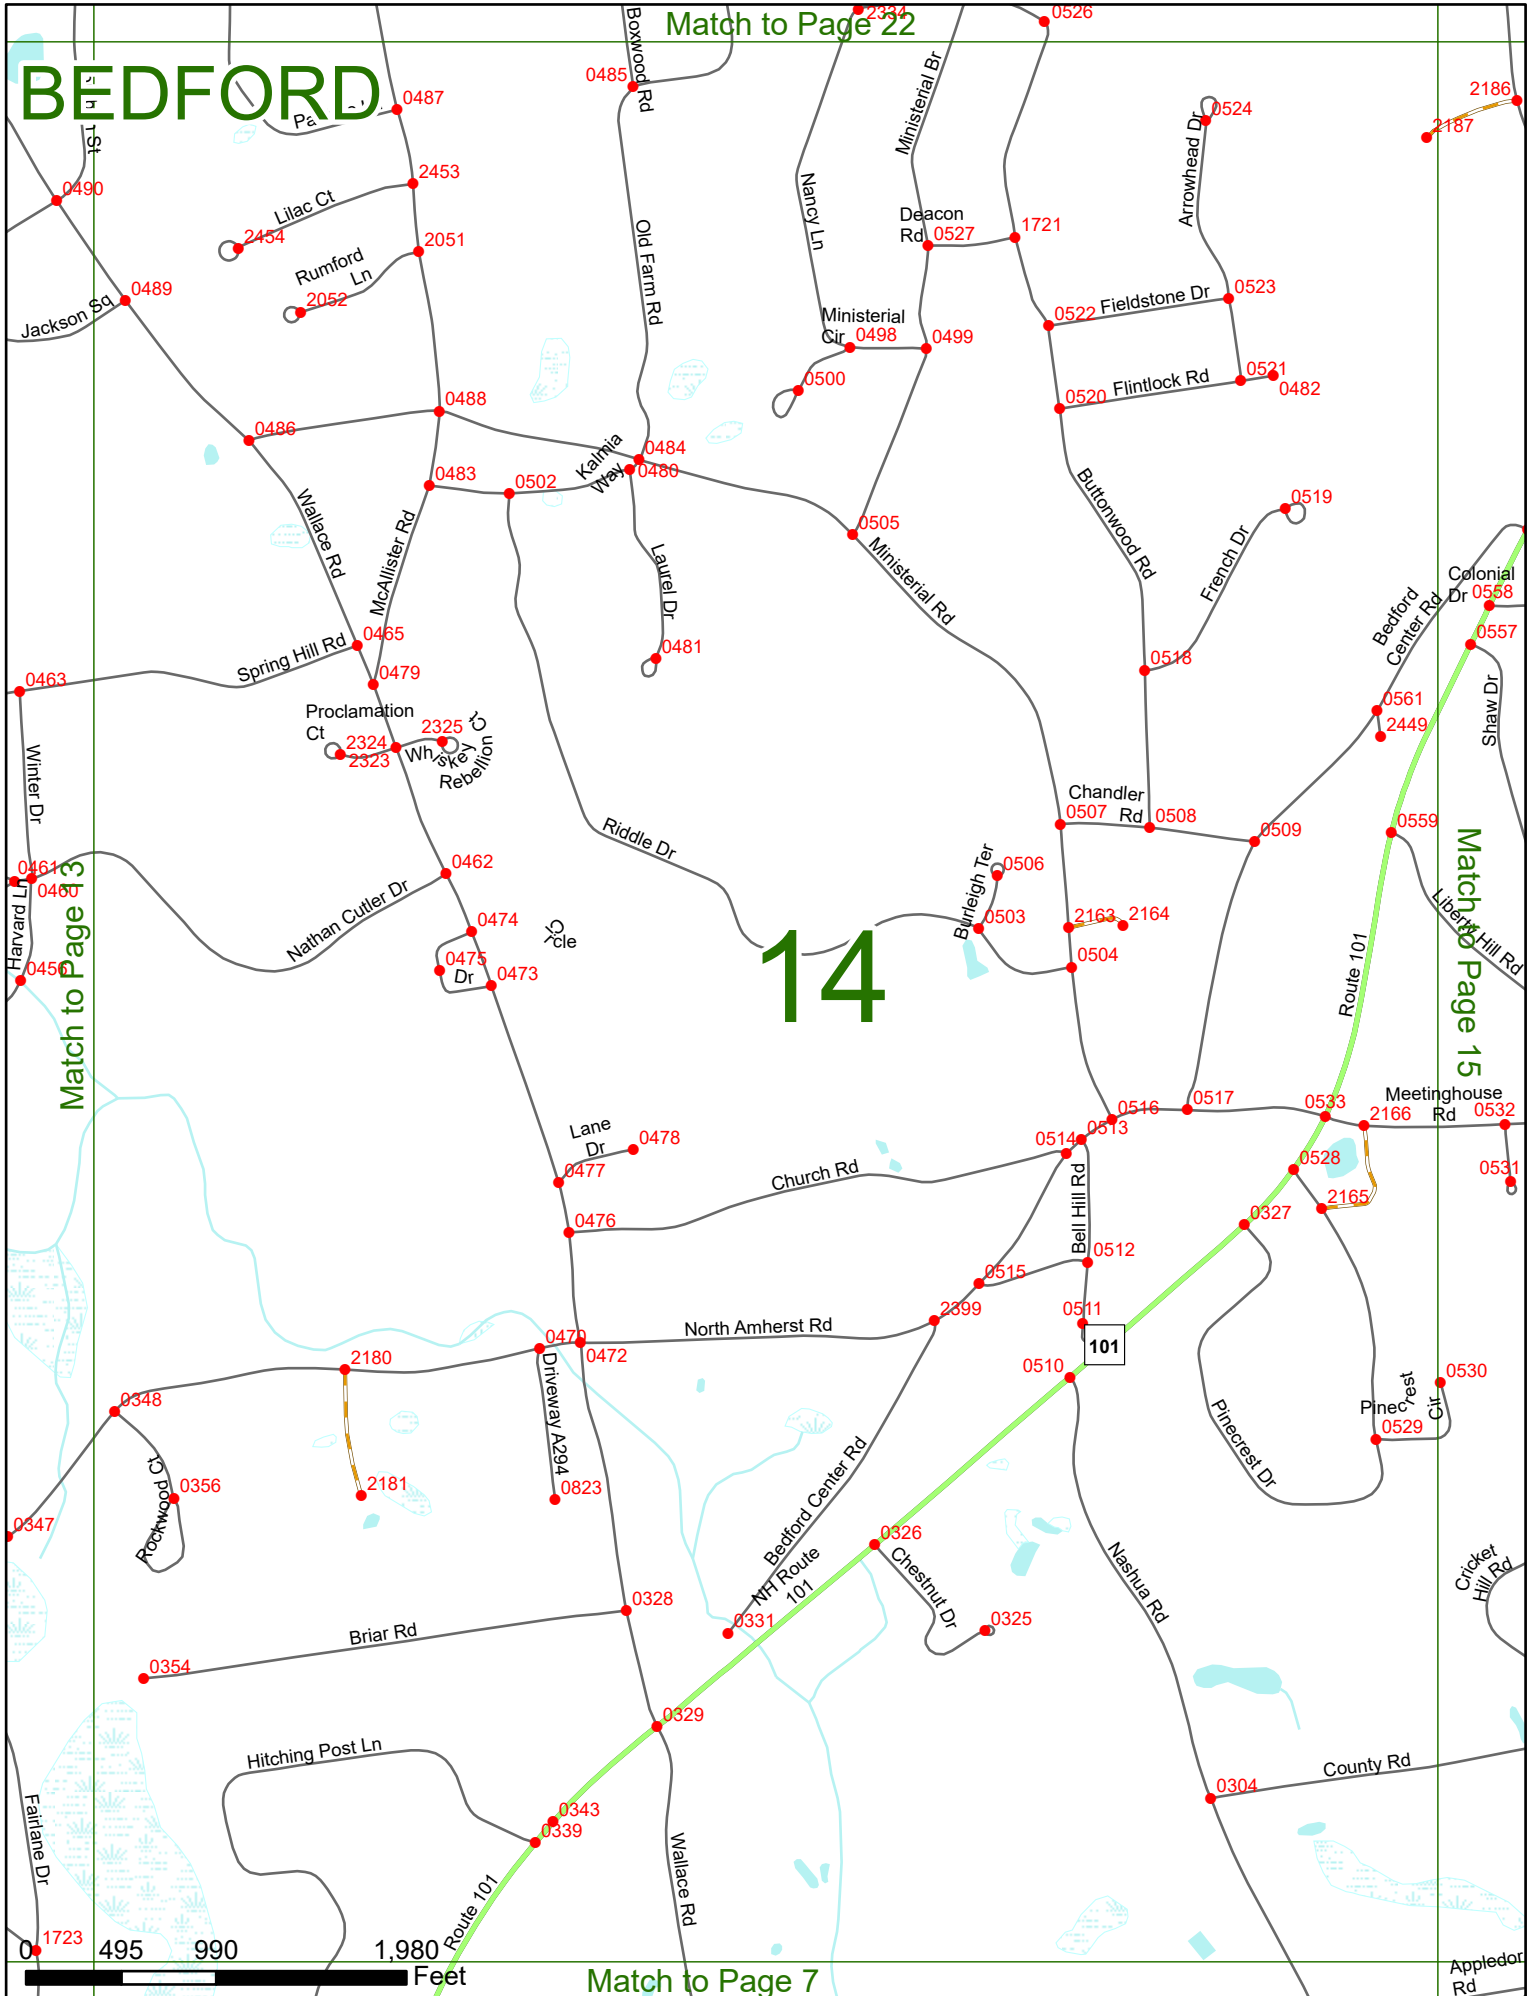 Match to Page 22
BEDFORD
2334
0526
Boxwood Rd
0485
0487
Ministerial Br
0524
2186
2187
St
0490
2453
Lilac Ct
2454
2051
Rumford
Ln
2052
0489
Jackson Sq
Old Farm Rd
Nancy Ln
Deacon
Rd
0527
1721
Arrowhead Dr
0523
Fieldstone Dr
0522
Ministerial
Cir
0498
0499
0500
0521
0482
Flintlock Rd
0520
0488
0486
0484
Kalmia
Way
0480
0483
0502
0505
Buttonwood Rd
0519
French Dr
Wallace Rd
McAllister Rd
Laurel Dr
Ministerial Rd
Colonial
Dr
0558
0557
Bedford
Center Rd
0465
Spring Hill Rd
0481
0518
0479
0463
0561
2449
Shaw Dr
Proclamation
Ct
2324
2323
2325
Whiskey
Rebellion
Ct
Winter Dr
Chandler
Rd
0507
0508
0509
0559
Riddle Dr
0461
0460
0462
Burleigh Ter
0506
Match to Page 13
Harvard Ln
Nathan Cutler Dr
0474
Circle
0503
2163
2164
Liberty Hill Rd
Match to Page 15
14
0456
0475
Dr
0473
0504
Route 101
Meetinghouse
Rd
0516
0517
0533
2166
0532
Lane
Dr
0478
0514
0513
0477
Church Rd
0528
0531
Bell Hill Rd
2165
0476
0327
0512
0515
0511
2399
North Amherst Rd
0470
0472
101
2180
0510
0348
Driveway A294
0530
Pinecrest
Cir
0529
Pinecrest Dr
Rockwood Ct
0356
2181
0823
Bedford Center Rd
0347
0326
NH Route
101
Chestnut Dr
Nashua Rd
Cricket
Hill Rd
0328
0331
0325
Briar Rd
0354
0329
Hitching Post Ln
County Rd
0304
0343
0339
Fairlane Dr
Wallace Rd
Route 101
1723
0 495 990 1,980
Feet
Match to Page 7
Appledor
Rd